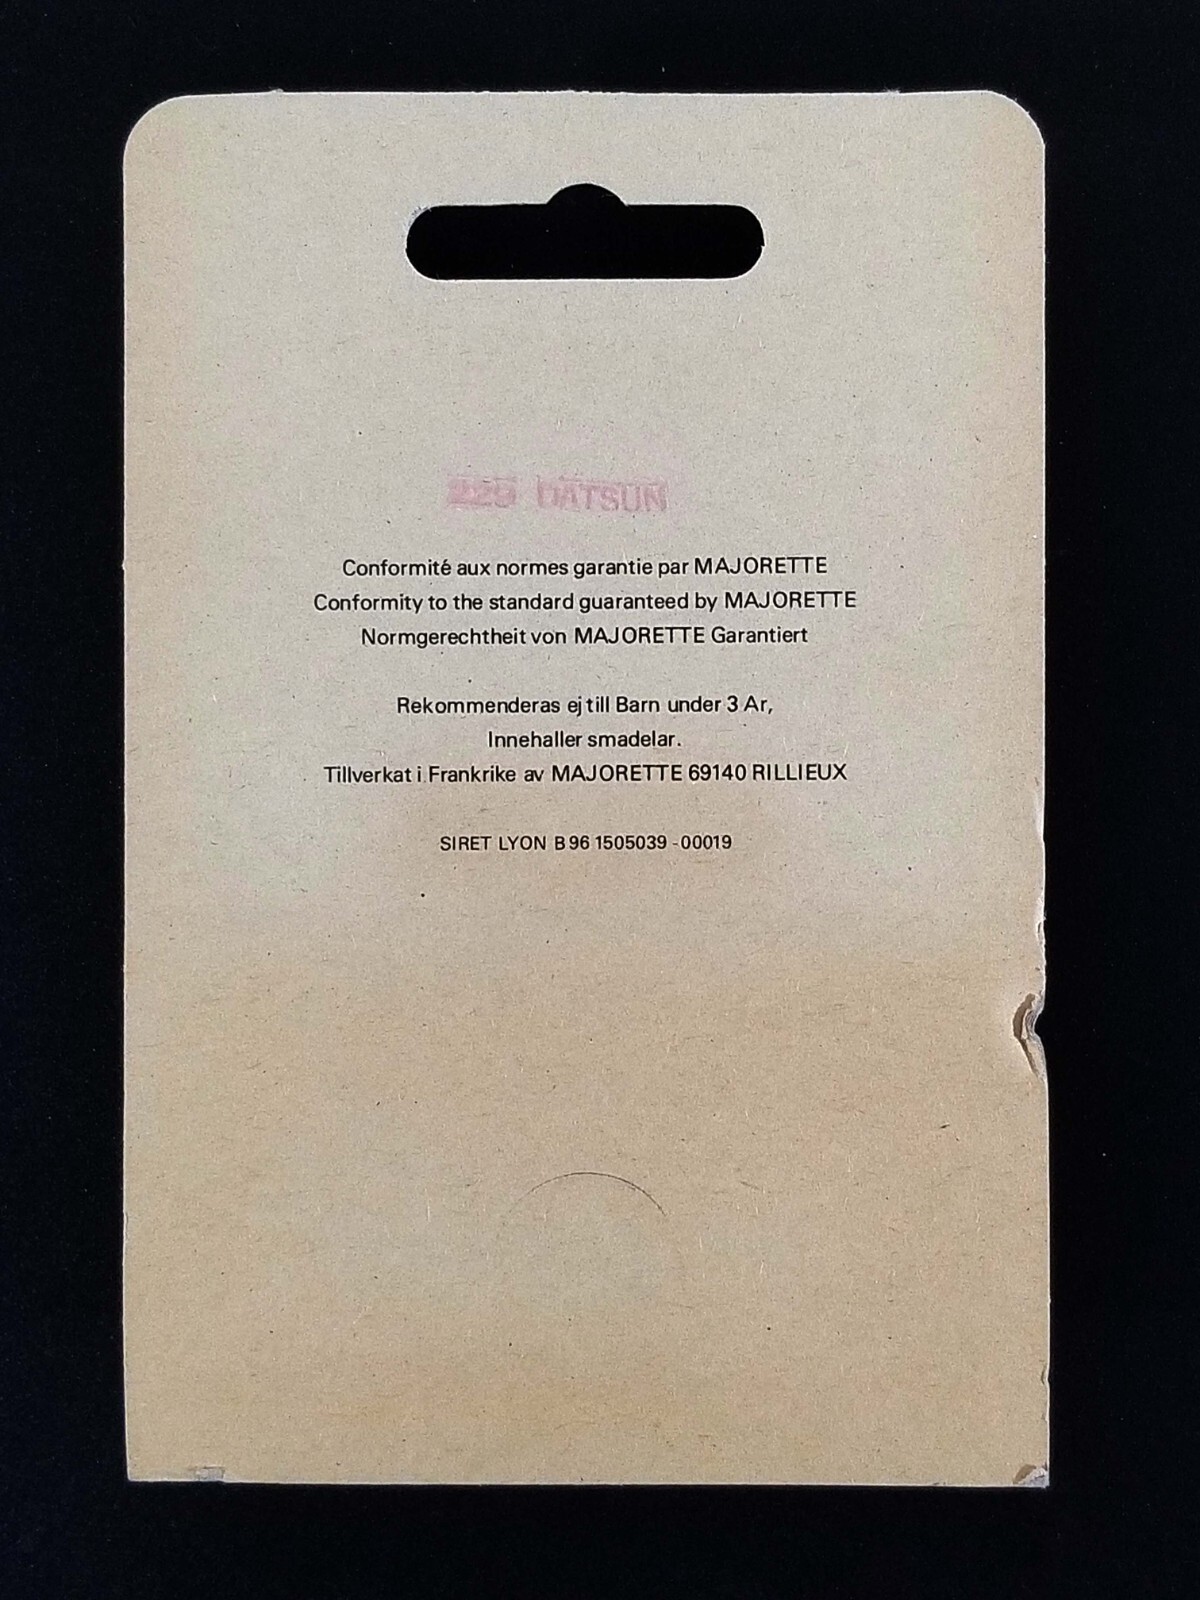 229 DATSUN
Conformité aux normes garantie par MAJORETTE
Conformity to the standard guaranteed by MAJORETTE
Normgerechtheit von MAJORETTE Garantiert
Rekommenderas ej till Barn under 3 Ar,
Innehaller smadelar.
Tillverkat i Frankrike av MAJORETTE 69140 RILLIEUX
SIRET LYON B 96 1505039 - 00019